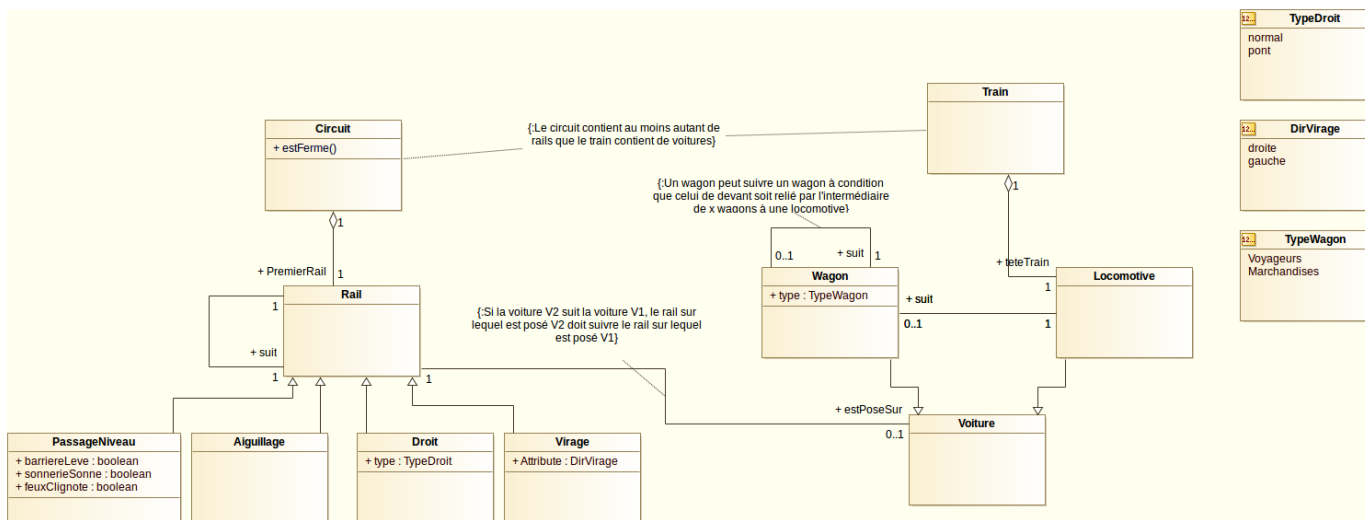 12... TypeDroit
normal
pont
Train
Circuit
+ estFerme()
{:Le circuit contient au moins autant de
rails que le train contient de voitures}
12... DirVirage
droite
gauche
{:Un wagon peut suivre un wagon à condition
que celui de devant soit relié par l'intermédiaire
de x wagons à une locomotive}
1
1
12... TypeWagon
Voyageurs
Marchandises
0..1
+ suit
1
+ PremierRail
1
+ teteTrain
1
Rail
1
+ suit
1
Wagon
+ type : TypeWagon
Locomotive
+ suit
0..1
1
{:Si la voiture V2 suit la voiture V1, le rail sur
lequel est posé V2 doit suivre le rail sur lequel
est posé V1}
1
+ estPoseSur
0..1
Voiture
PassageNiveau
+ barriereLeve : boolean
+ sonnerieSonne : boolean
+ feuxClignote : boolean
Aiguillage
Droit
+ type : TypeDroit
Virage
+ Attribute : DirVirage